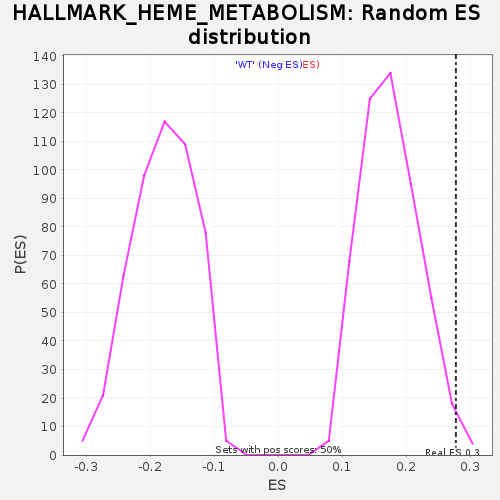 HALLMARK_HEME_METABOLISM: Random ES
distribution
'WT' (Neg ES)ES)
140
130
120
110
100
90
80
70
60
50
40
30
20
10
0
P(ES)
Sets with pos scores: 50%
Real ES 0.3
-0.3 -0.2 -0.1 0.0 0.1 0.2 0.3
ES